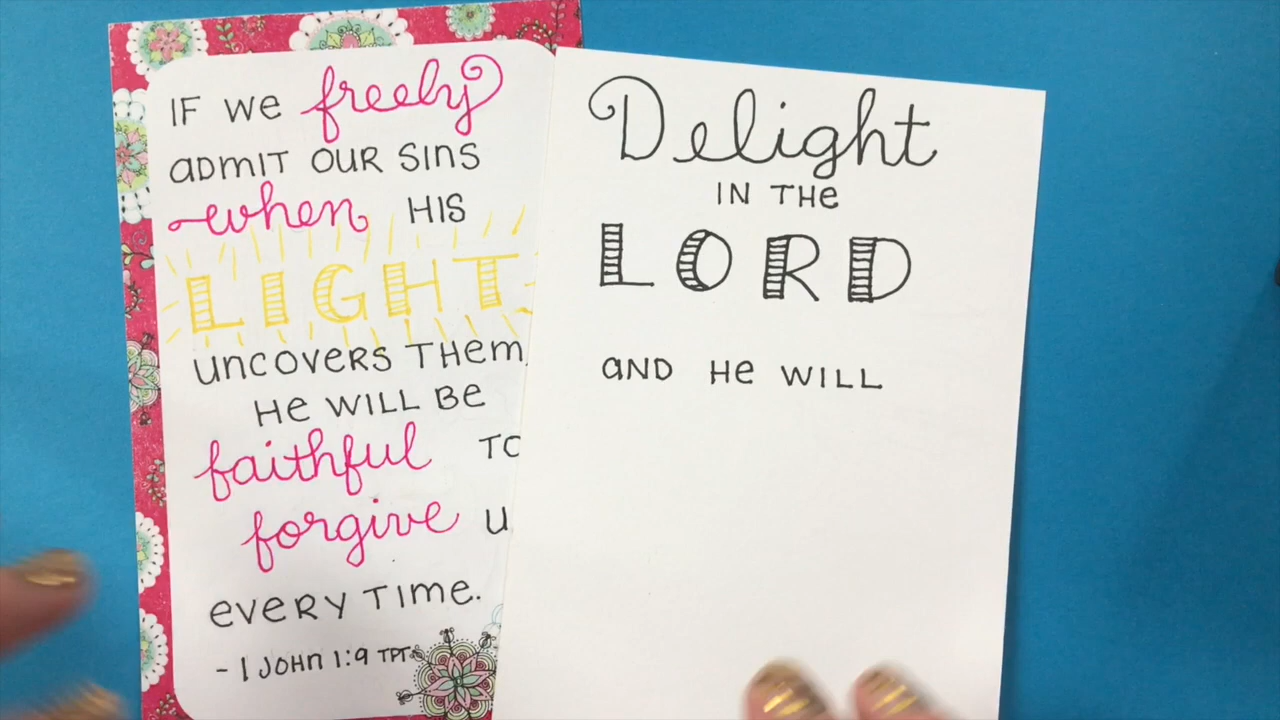 IF we freely
admit our sins
when HIS
LIGHT
uncovers them,
He will be
faithful TO
forgive u
every time.
- 1 John 1:9 TPT
Delight
IN THe
LORD
aND He WILL